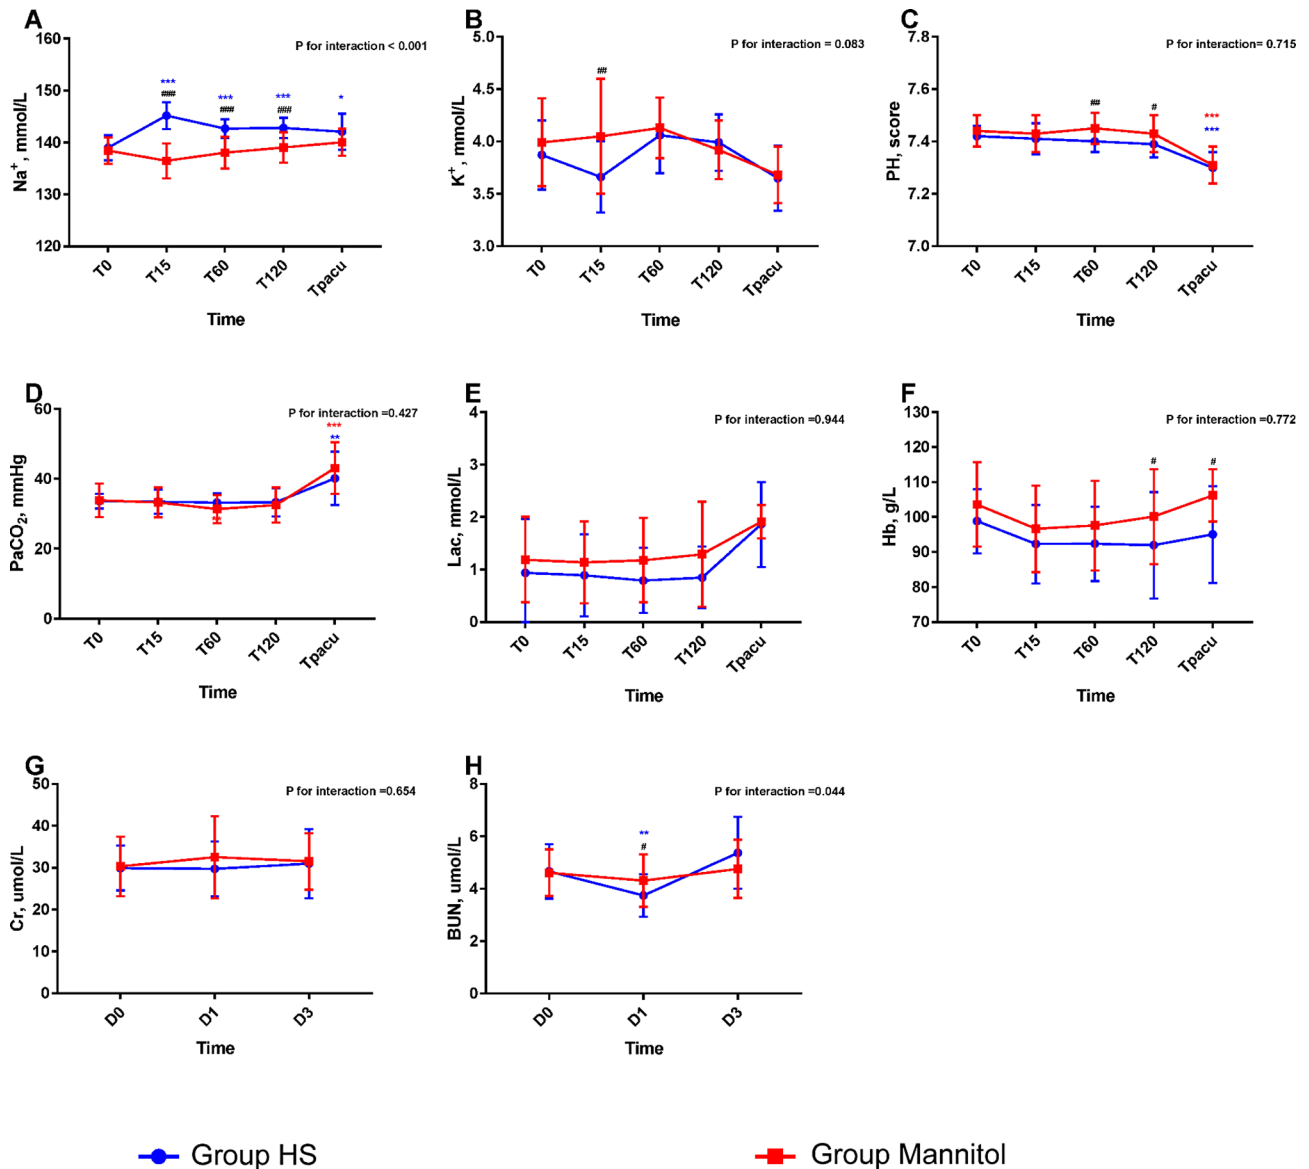 A
P for interaction < 0.001
Na+, mmol/L
160
150
140
130
120
***
###
***
###
***
###
*
T0
T15
T60
T120
Tpacu
Time
B
P for interaction = 0.083
K+, mmol/L
5.0
4.5
4.0
3.5
3.0
##
T0
T15
T60
T120
Tpacu
Time
C
P for interaction= 0.715
PH, score
7.8
7.6
7.4
7.2
7.0
##
#
***
***
T0
T15
T60
T120
Tpacu
Time
D
P for interaction =0.427
PaCO2, mmHg
60
40
20
0
**
***
**
T0
T15
T60
T120
Tpacu
Time
E
P for interaction =0.944
Lac, mmol/L
4
3
2
1
0
T0
T15
T60
T120
Tpacu
Time
F
P for interaction =0.772
Hb, g/L
130
120
110
100
90
80
70
#
#
T0
T15
T60
T120
Tpacu
Time
G
P for interaction =0.654
Cr, umol/L
50
40
30
20
10
0
D0
D1
D3
Time
H
P for interaction =0.044
BUN, umol/L
8
6
4
2
0
**
#
D0
D1
D3
Time
Group HS
Group Mannitol